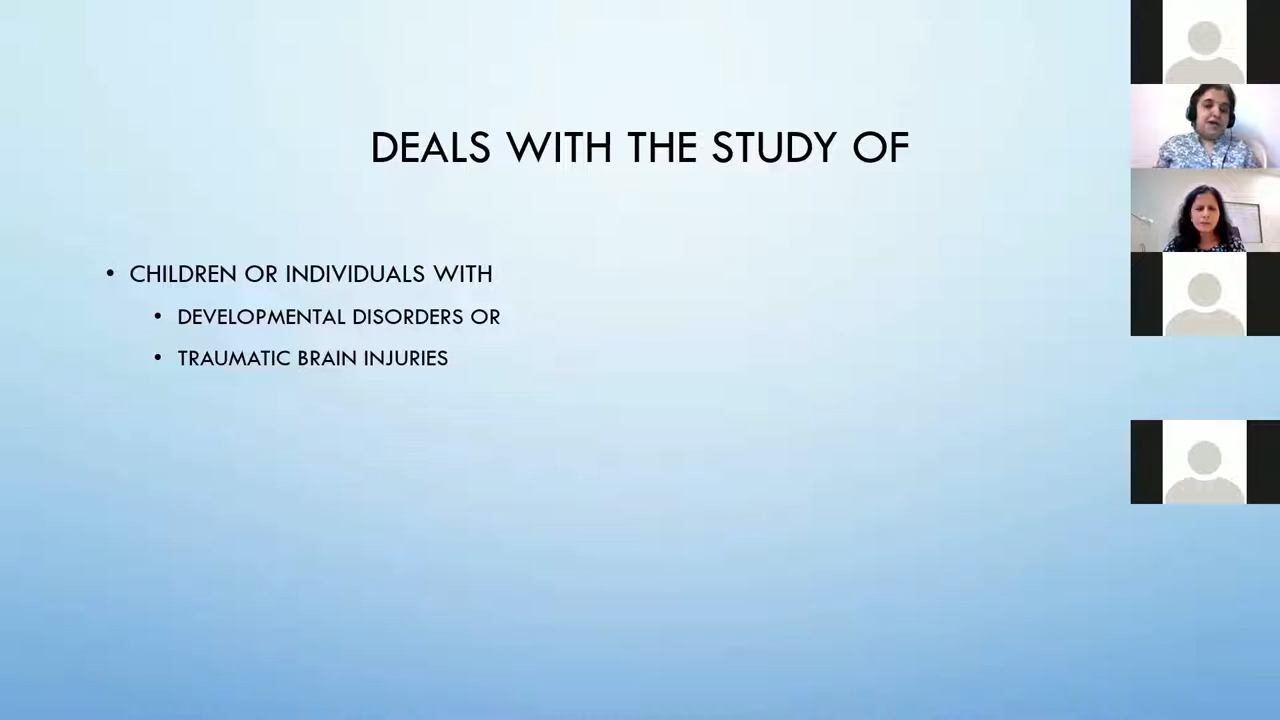 DEALS WITH THE STUDY OF
• CHILDREN OR INDIVIDUALS WITH
• DEVELOPMENTAL DISORDERS OR
• TRAUMATIC BRAIN INJURIES